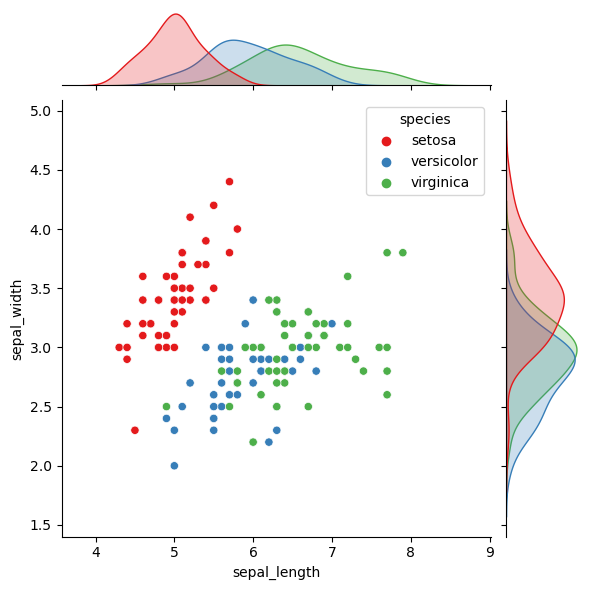 species
setosa
versicolor
virginica
5.0
4.5
4.0
3.5
3.0
2.5
2.0
1.5
sepal_width
4 5 6 7 8 9
sepal_length